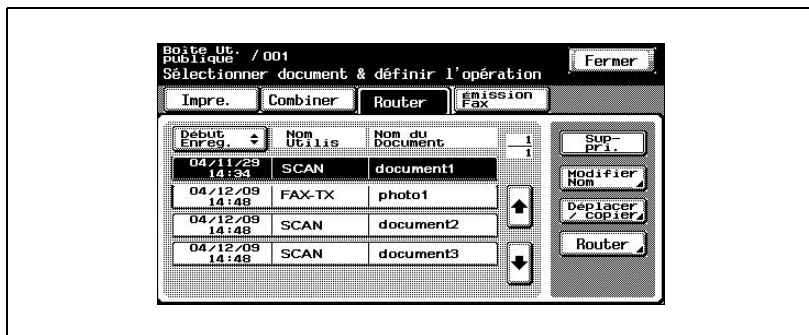 Boîte Ut.
publique / 001
Fermer
Sélectionner document & définir l'opération
Impre.
Combiner
Router
Émission
Fax
Début
Enreg.
Nom
Utilis
Nom du
Document
1
1
04/11/29
14:34
SCAN
document1
04/12/09
14:48
FAX-TX
photo1
04/12/09
14:48
SCAN
document2
04/12/09
14:48
SCAN
document3
Sup-
pri.
Modifier
Nom
Déplacer
/ copier
Router